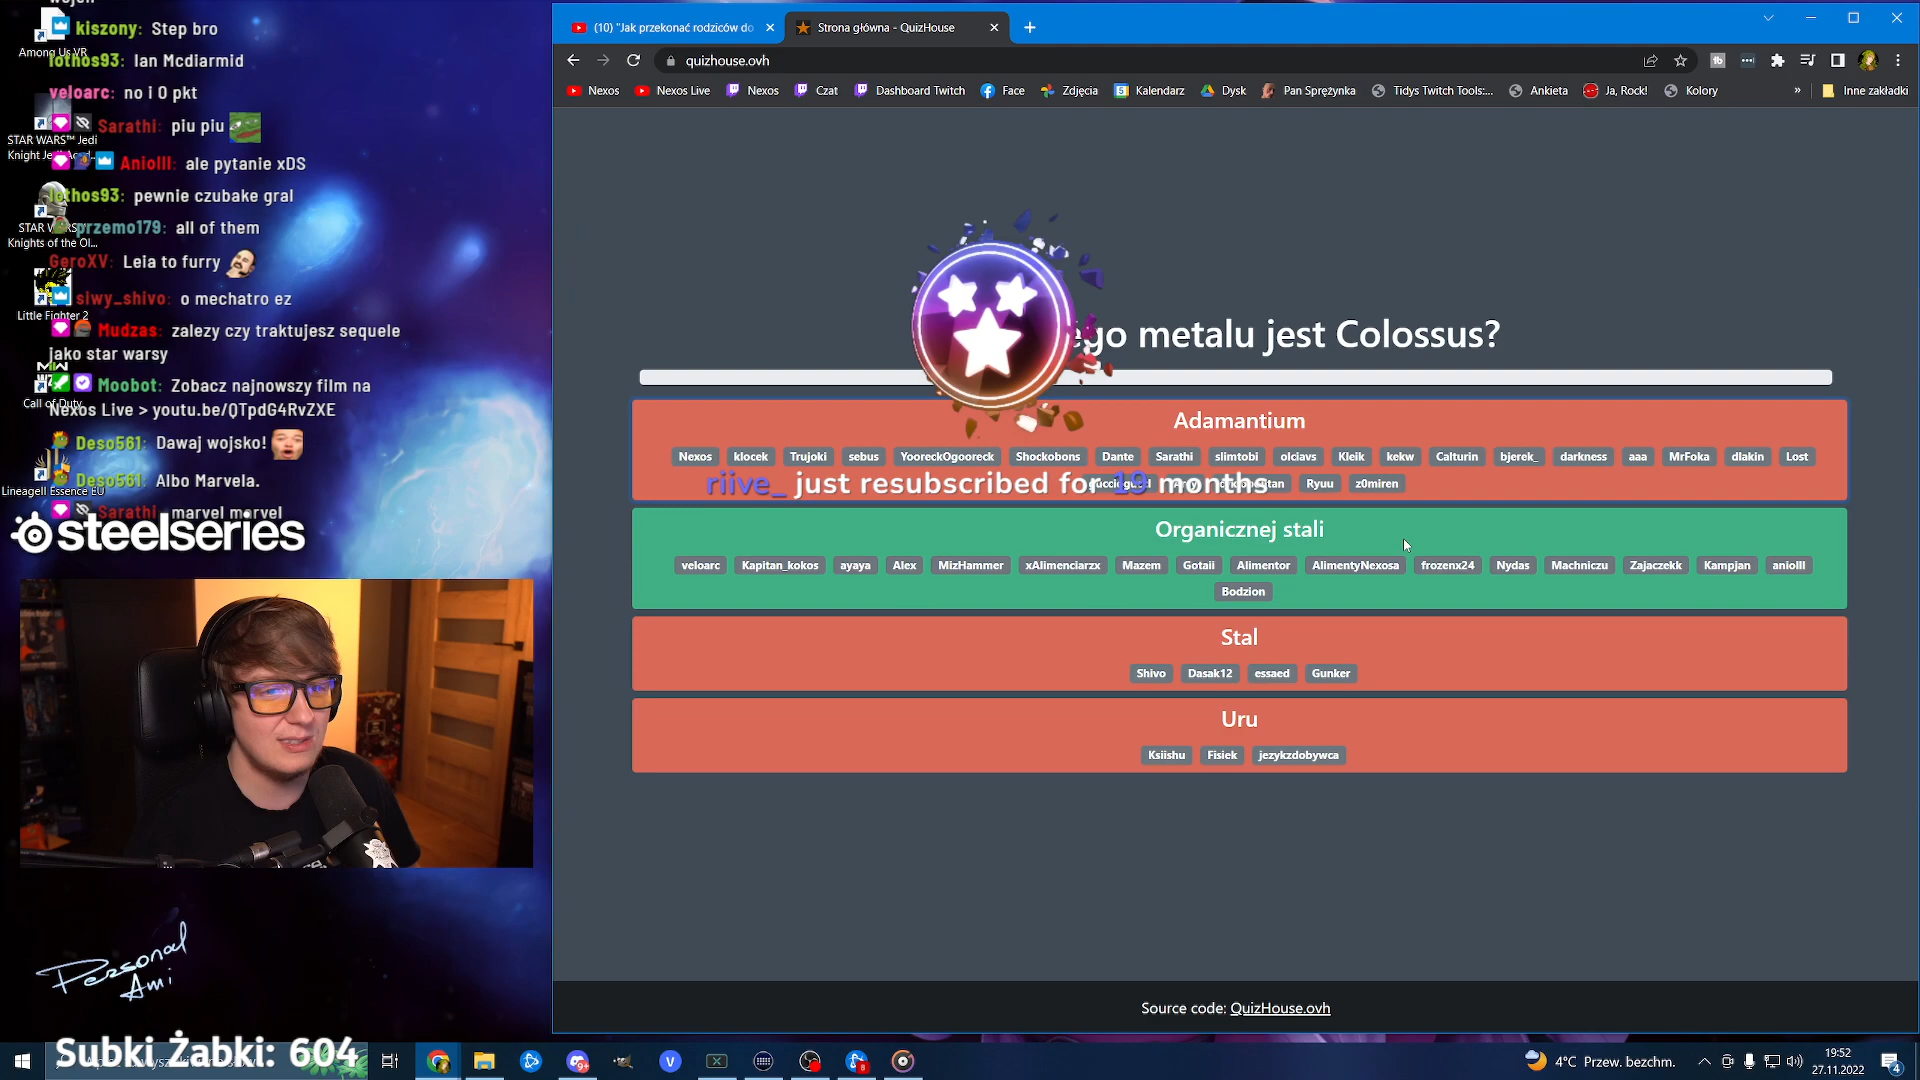 kiszony: Step bro
Among Us VR
lothos93: Ian Mcdiarmid
veloarc: no i 0 pkt
Sarathi: piu piu
STAR WARS™ Jedi
Knight Jedi Acad...
Aniolll: ale pytanie xDS
lothos93: pewnie czubake gral
przemo179: all of them
STAR WARS
Knights of the Ol...
GeroXV: Leia to furry
siwy_shivo: o mechatro ez
Little Fighter 2
Mudzas: zalezy czy traktujesz sequele
jako star warsy
Moobot: Zobacz najnowszy film na
Call of Duty
Nexos Live > youtu.be/QTpdG4RvZXE
Deso561: Dawaj wojsko!
Deso561: Albo Marvela.
LineageII Essence EU
Sarathi: marvel marvel
steelseries
Personal
Ami
Subki Żabki: 604
(10) "Jak przekonać rodziców do
Strona główna - QuizHouse
quizhouse.ovh
Nexos Nexos Live Nexos Czat Dashboard Twitch Face Zdjęcia Kalendarz Dysk Pan Sprężynka Tidys Twitch Tools:... Ankieta Ja, Rock! Kolory » Inne zakładki
ego metalu jest Colossus?
Adamantium
Nexos klocek Trujoki sebus YooreckOgooreck Shockobons Dante Sarathi slimtobi olciavs Kleik kekw Calturin bjerek_ darkness aaa MrFoka dlakin Lost
Ryuu z0miren
riive_ just resubscribed for 19 months
Organicznej stali
veloarc Kapitan_kokos ayaya Alex MizHammer xAlimenciarzx Mazem Gotaii Alimentor AlimentyNexosa frozenx24 Nydas Machniczu Zajaczekk Kampjan aniolll
Bodzion
Stal
Shivo Dasak12 essaed Gunker
Uru
Ksiishu Fisiek jezykzdobywca
Source code: QuizHouse.ovh
4°C Przew. bezchm.
19:52
27.11.2022